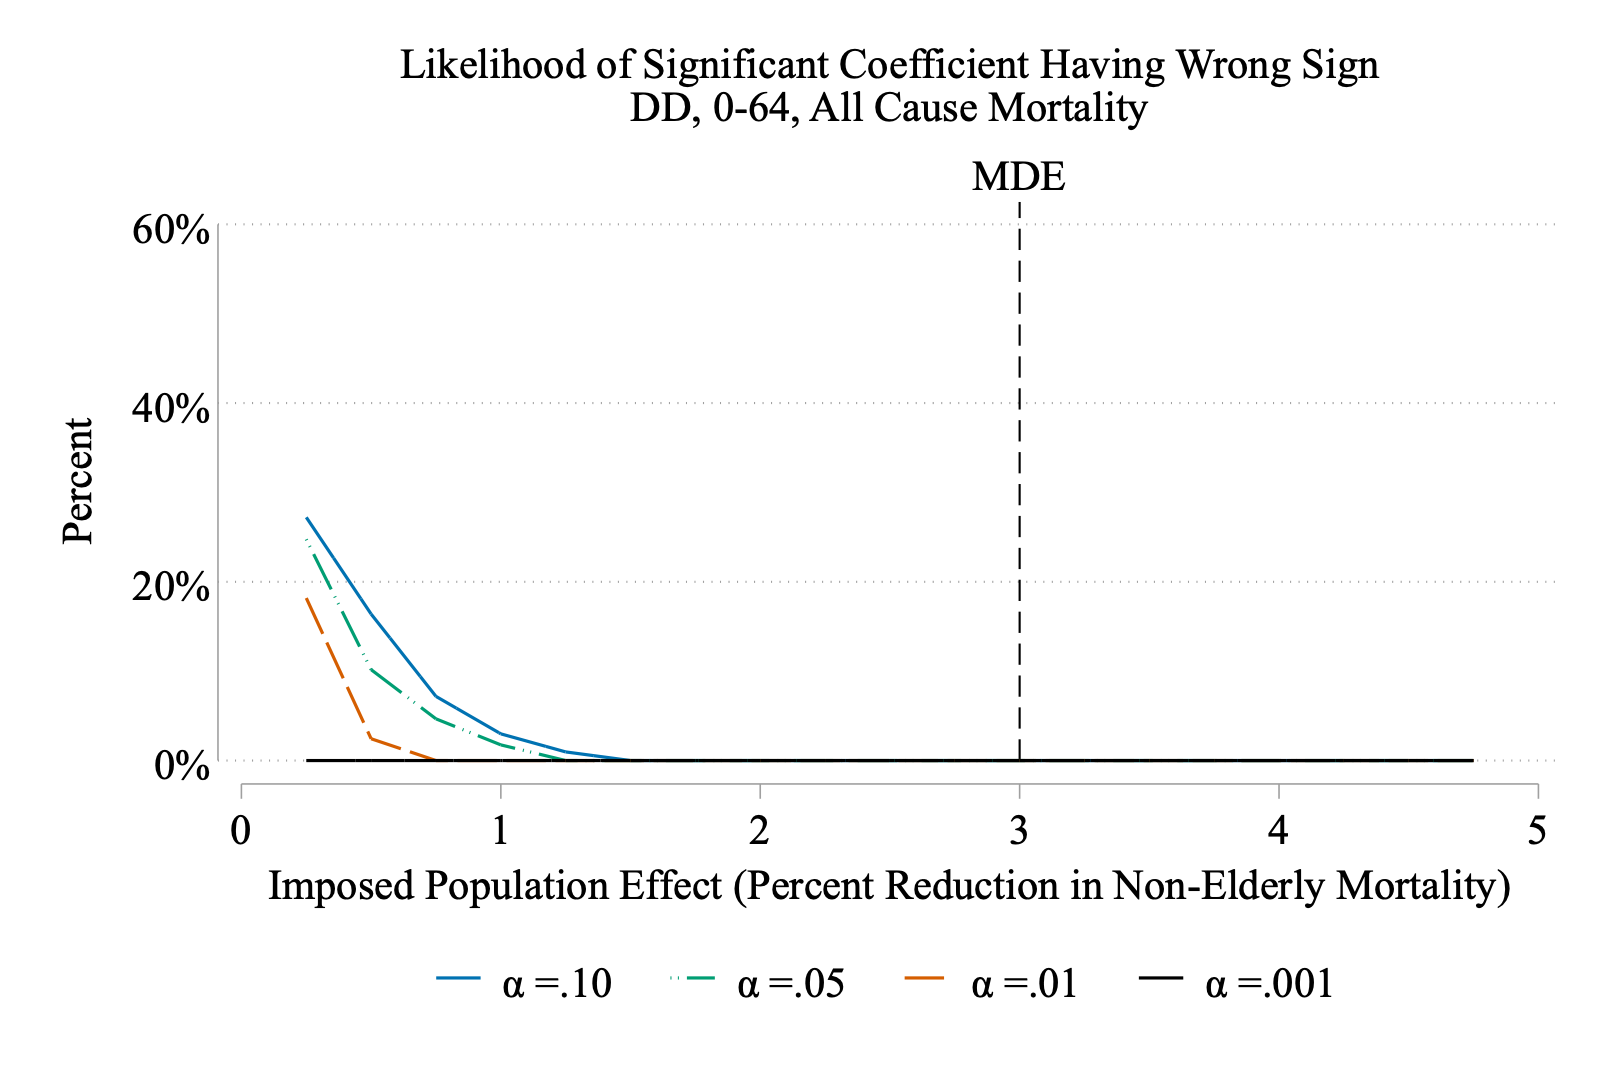 Likelihood of Significant Coefficient Having Wrong Sign
DD, 0-64, All Cause Mortality
MDE
60%
40%
20%
0%
Percent
0 1 2 3 4 5
Imposed Population Effect (Percent Reduction in Non-Elderly Mortality)
α =.10 α =.05 α =.01 α =.001